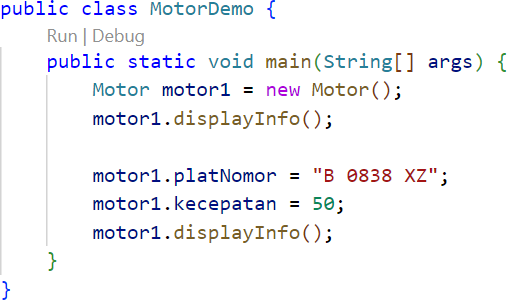 public class MotorDemo {
Run | Debug
public static void main(String[] args) {
Motor motor1 = new Motor();
motor1.displayInfo();
motor1.platNomor = "B 0838 XZ";
motor1.kecepatan = 50;
motor1.displayInfo();
}
}